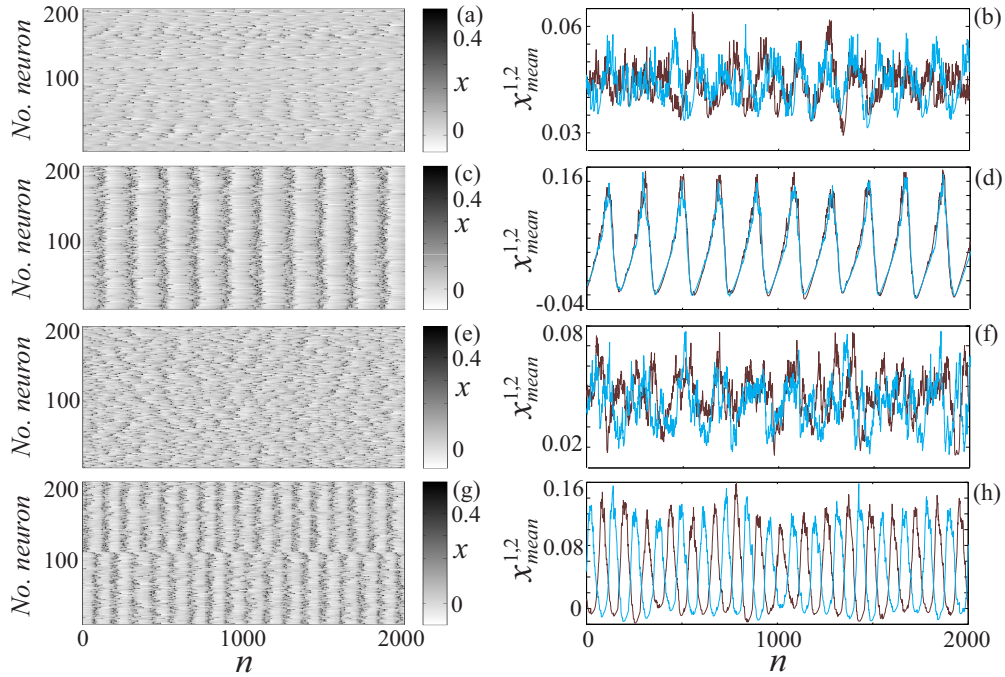 200
100
No. neuron
0.4
x
0
(a)
0.06
0.03
x^{1,2}_{mean}
(b)
200
100
No. neuron
0.4
x
0
(c)
0.16
-0.04
x^{1,2}_{mean}
(d)
200
100
No. neuron
0.4
x
0
(e)
0.08
0.02
x^{1,2}_{mean}
(f)
200
100
No. neuron
0.4
x
0
(g)
0 1000 2000
n
0.16
0.08
0
x^{1,2}_{mean}
(h)
0 1000 2000
n